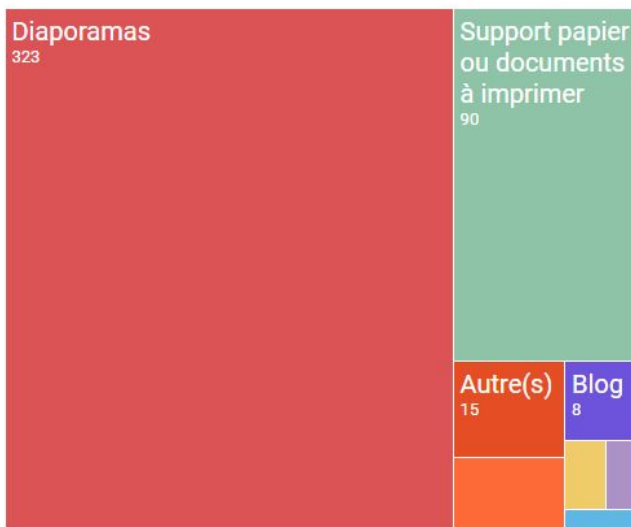 Diaporamas
323
Support papier
ou documents
à imprimer
90
Autre(s)
15
Blog
8